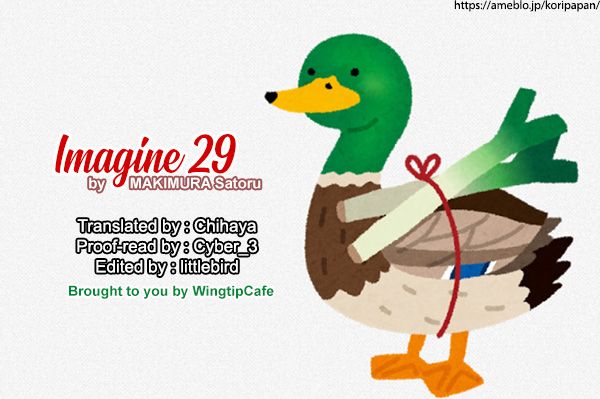 https://ameblo.jp/koripapan/
Imagine 29
by MAKIMURA Satoru
Translated by : Chihaya
Proof-read by : Cyber_3
Edited by : littlebird
Brought to you by WingtipCafe